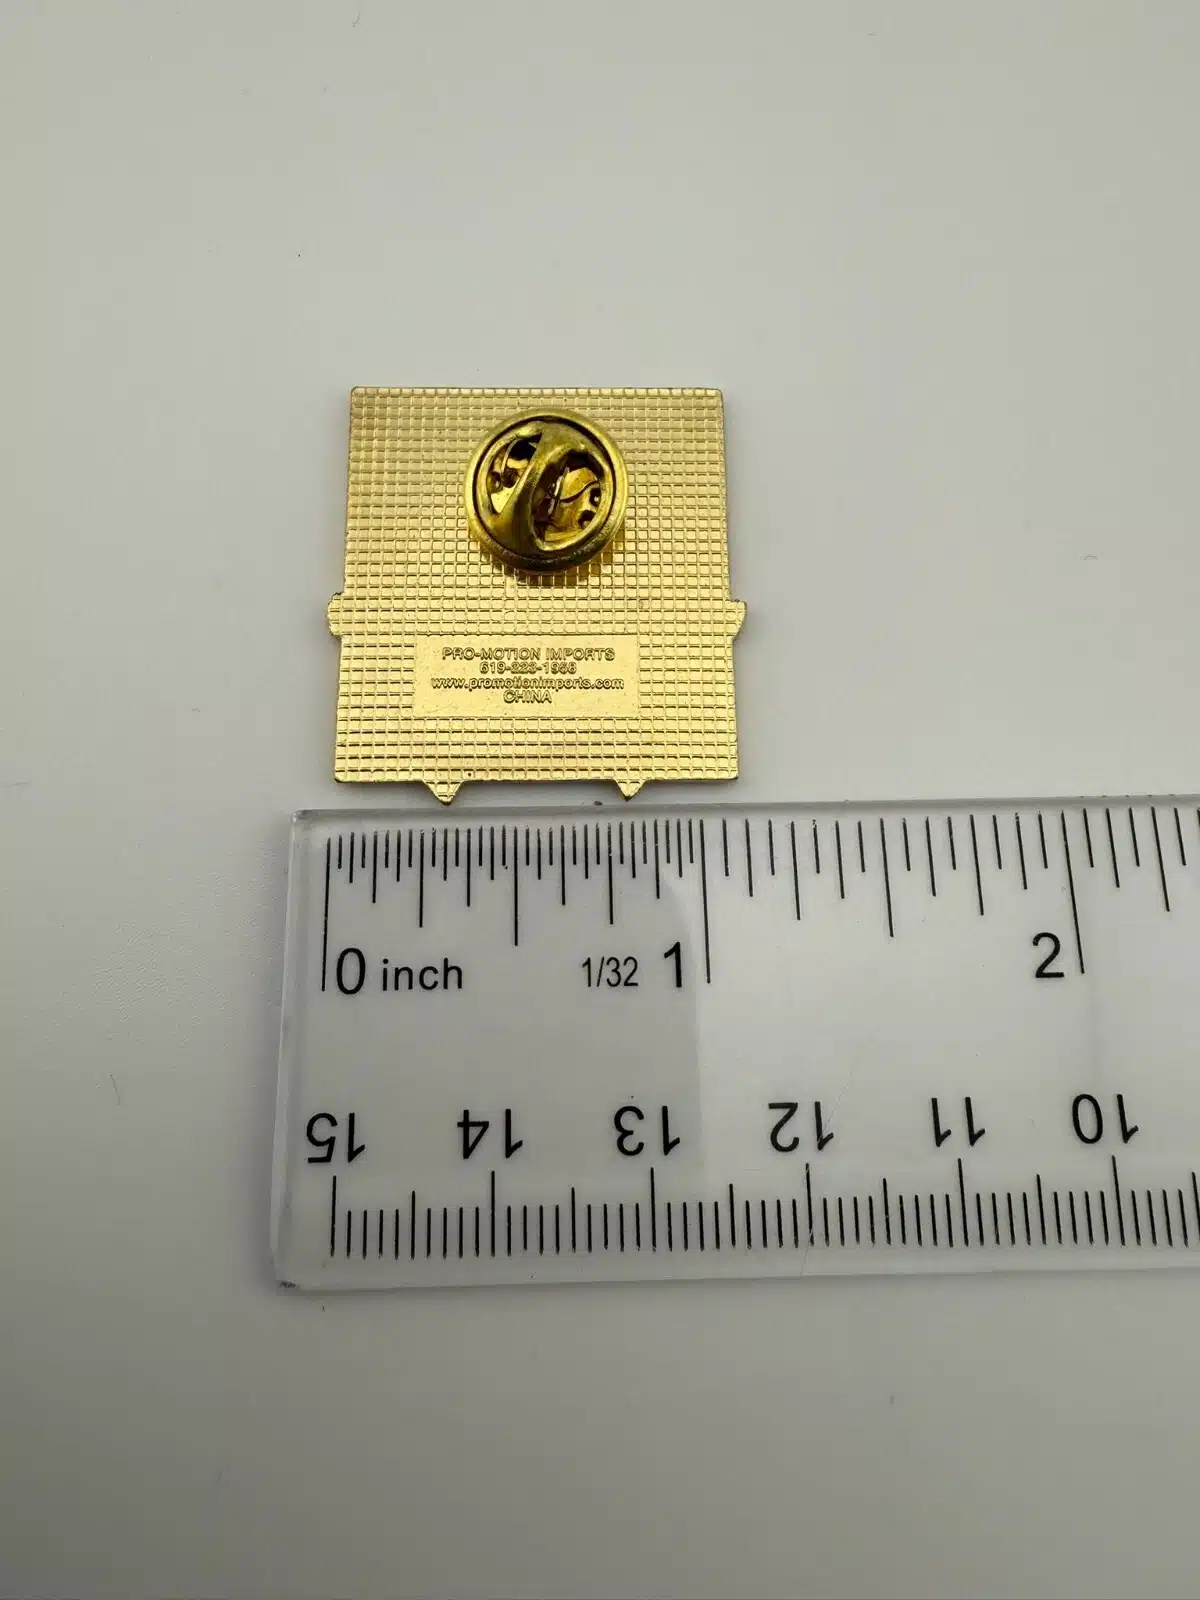 PRO-MOTION IMPORTS
619-223-1958
www.promotionimports.com
CHINA
0 inch 1/32 1 2
15 14 13 12 11 10